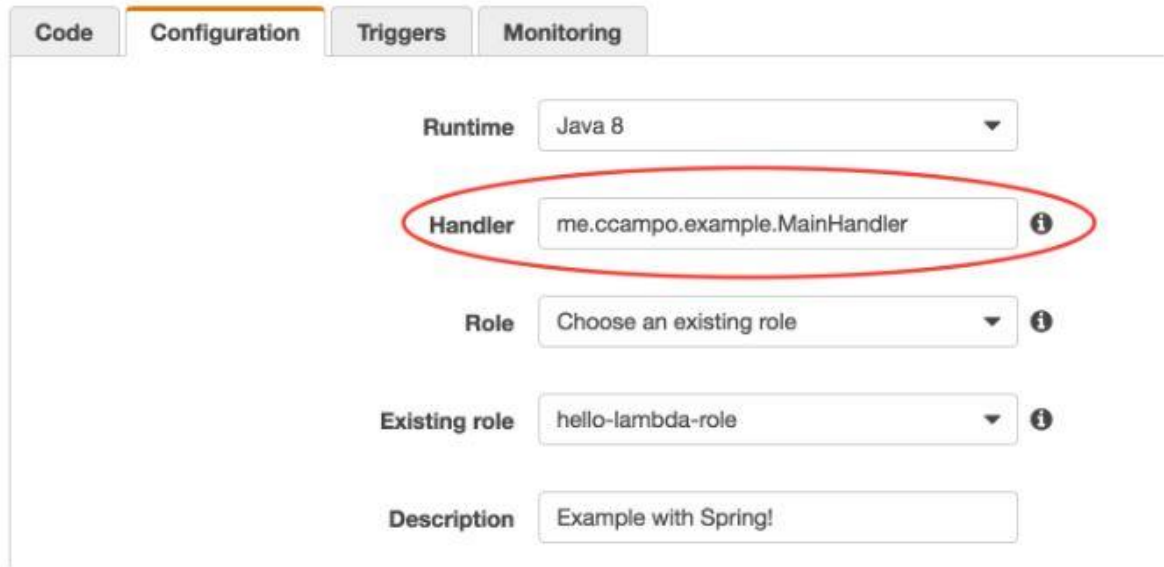 Code Configuration Triggers Monitoring
Runtime Java 8
Handler me.ccampo.example.MainHandler
Role Choose an existing role
Existing role hello-lambda-role
Description Example with Spring!